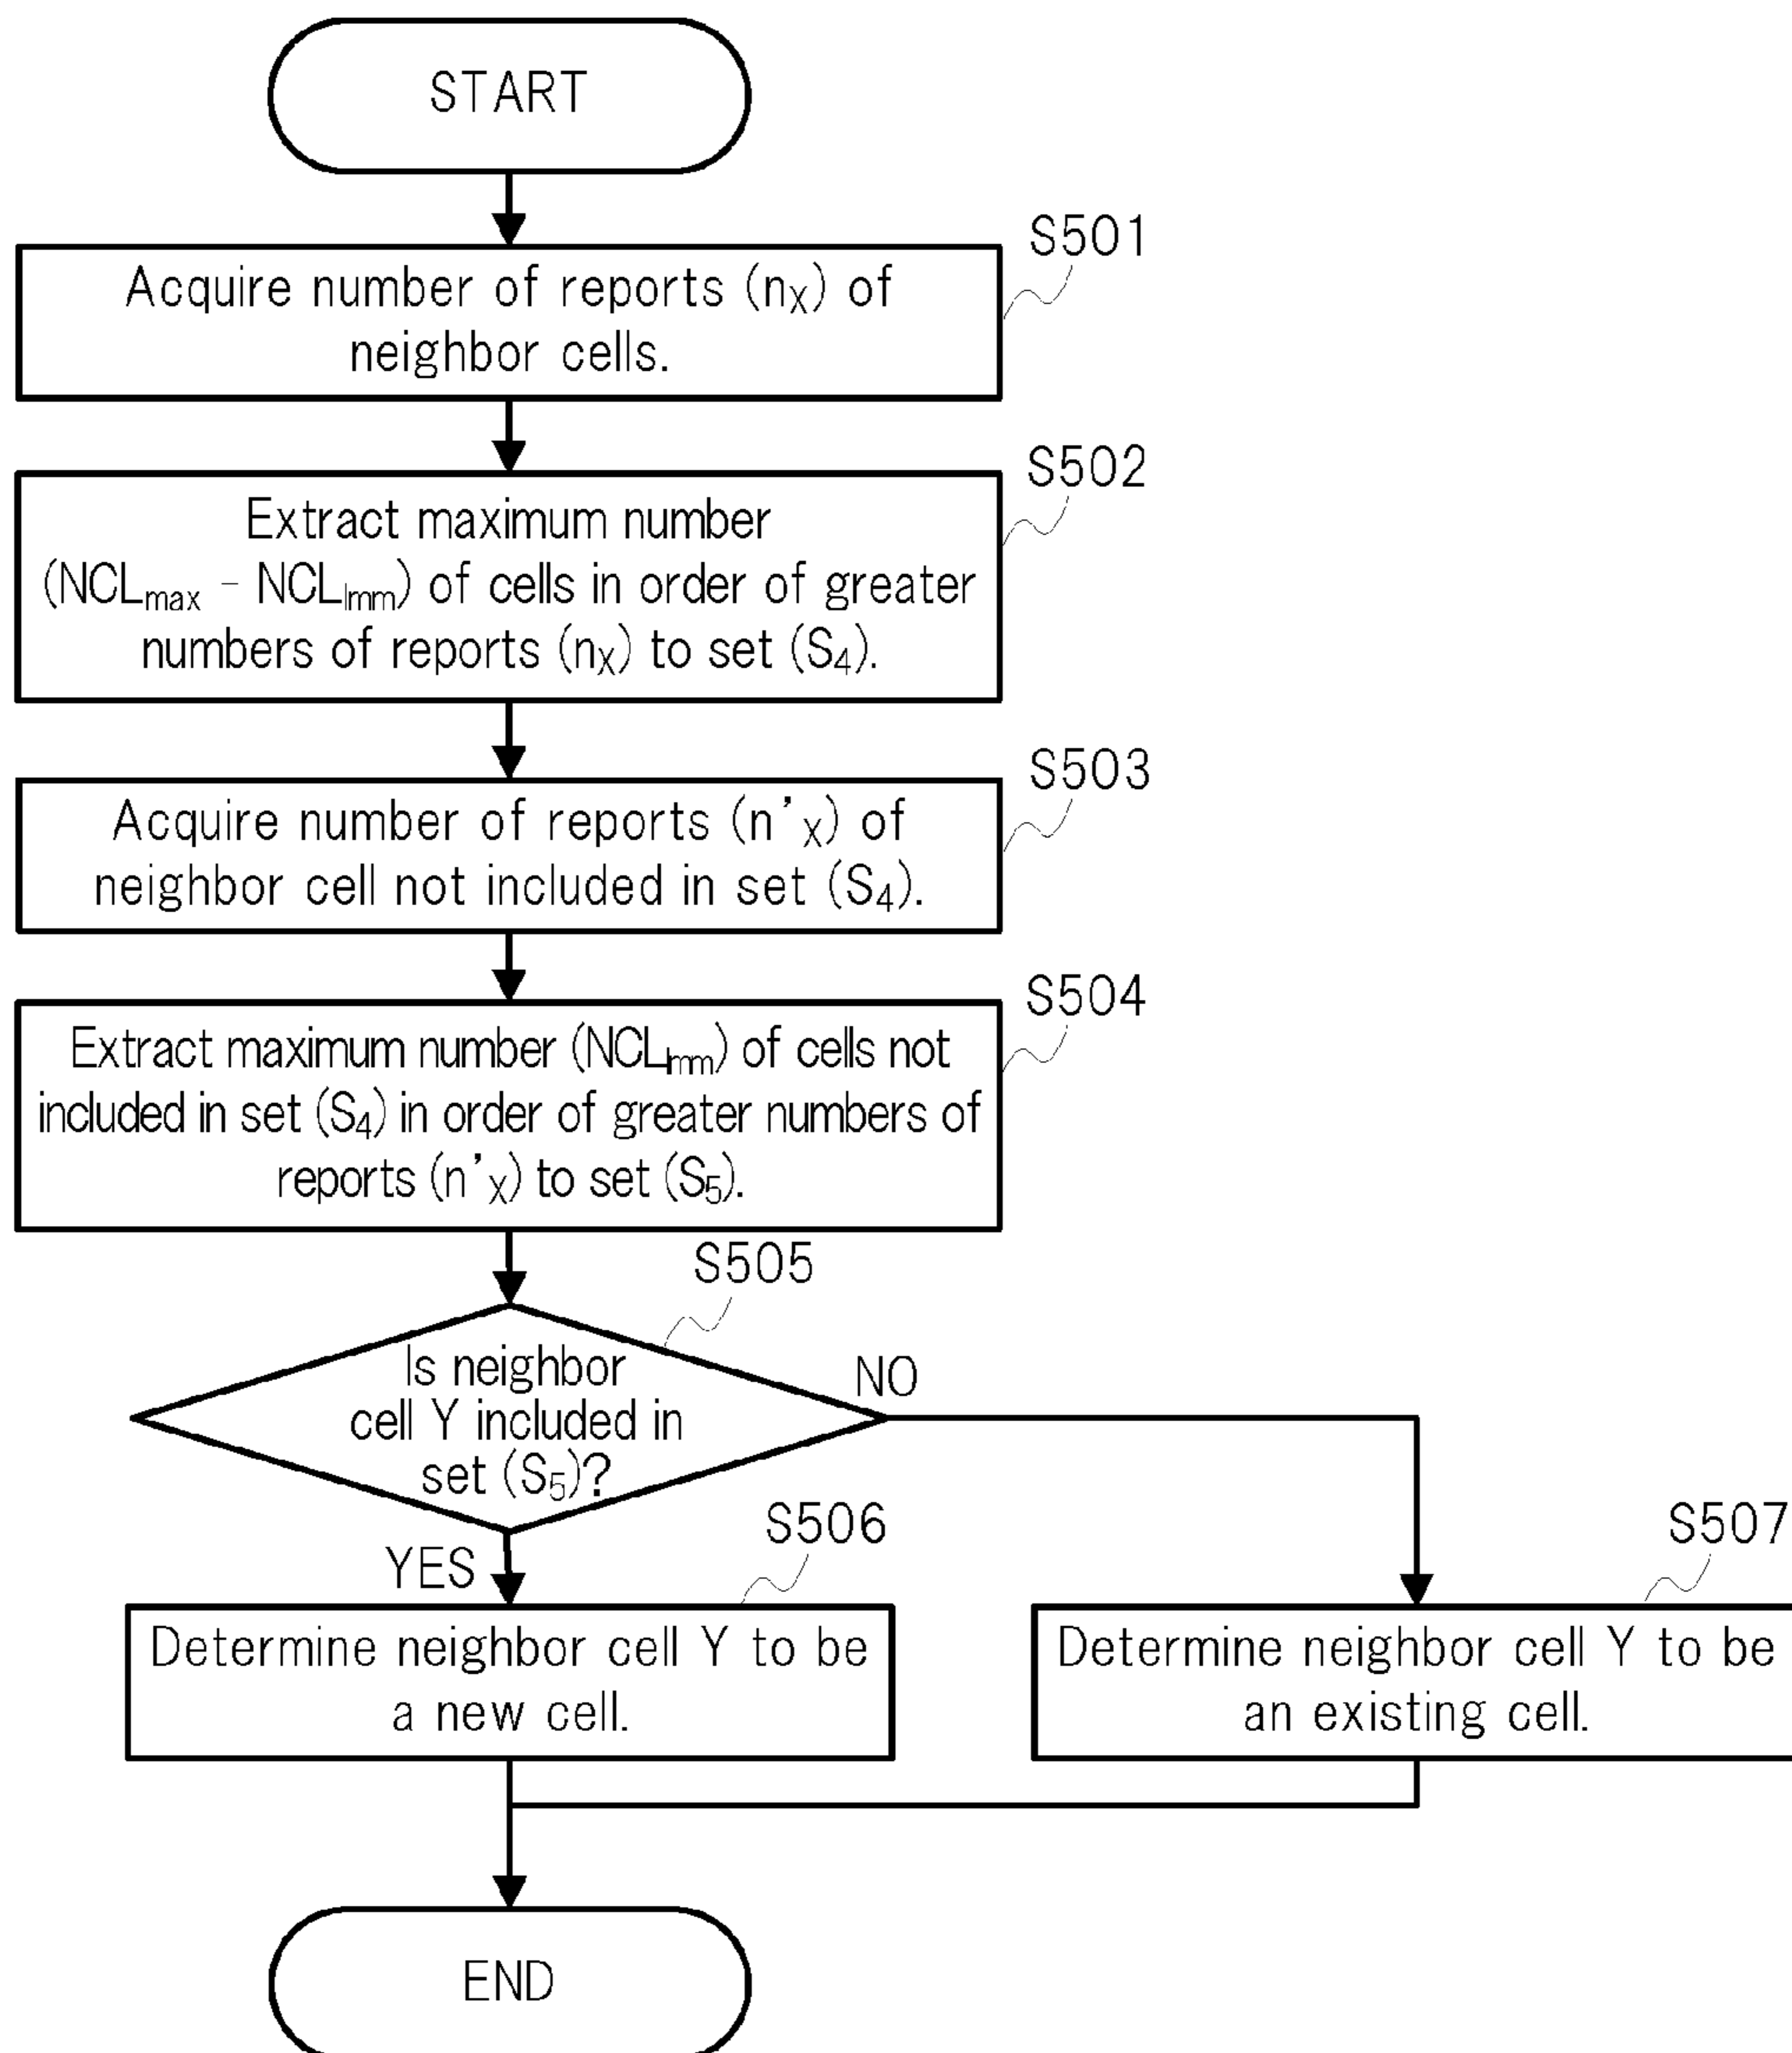 START
S501
Acquire number of reports (nX) of
neighbor cells.
S502
Extract maximum number
(NCLmax − NCLImm) of cells in order of greater
numbers of reports (nX) to set (S4).
S503
Acquire number of reports (n'X) of
neighbor cell not included in set (S4).
S504
Extract maximum number (NCLImm) of cells not
included in set (S4) in order of greater numbers of
reports (n'X) to set (S5).
S505
Is neighbor
cell Y included in
set (S5)?
NO
YES
S506
Determine neighbor cell Y to be
a new cell.
S507
Determine neighbor cell Y to be
an existing cell.
END